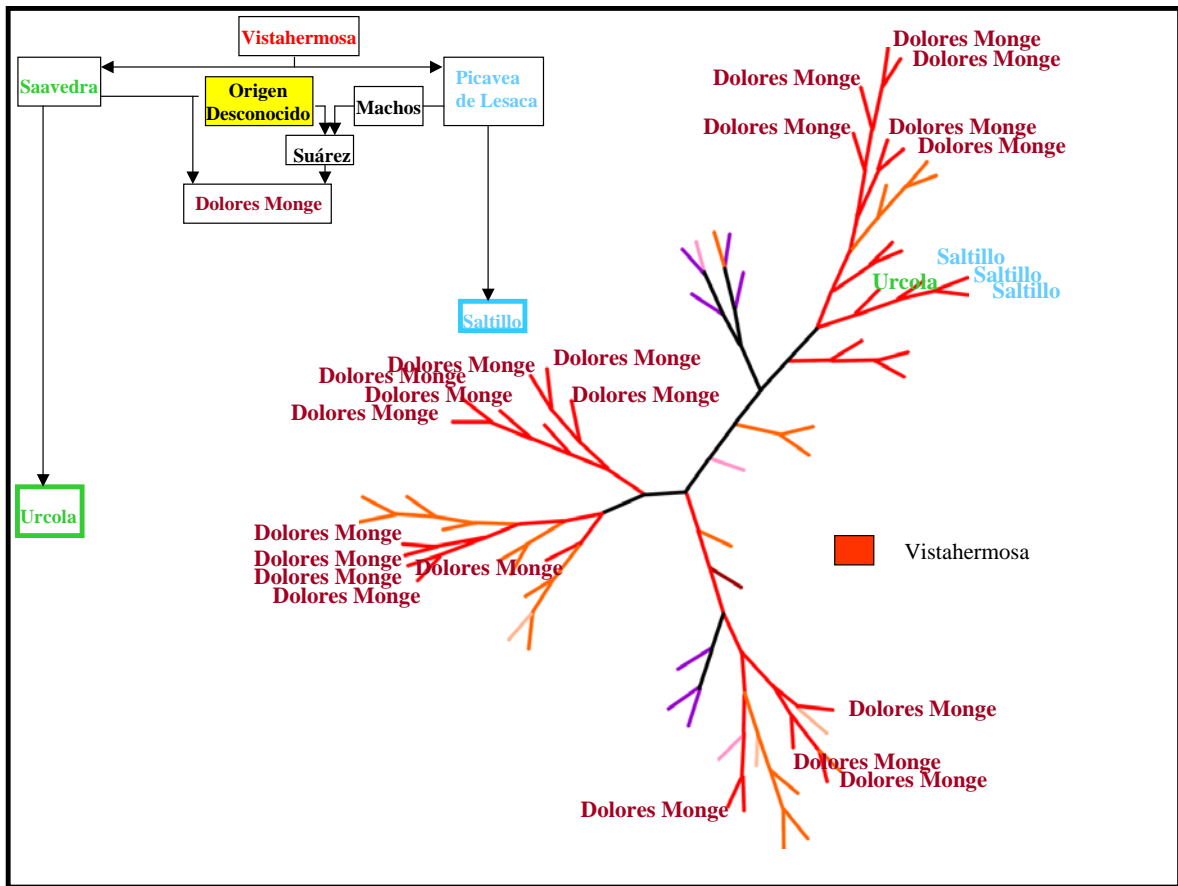 Vistahermosa
Saavedra
Origen
Desconocido
Machos
Picavea
de Lesaca
Suárez
Dolores Monge
Saltillo
Urcola
Dolores Monge
Dolores Monge
Dolores Monge
Dolores Monge
Dolores Monge
Dolores Monge
Saltillo
Urcola
Saltillo
Saltillo
Dolores Monge
Dolores Monge
Dolores Monge
Dolores Monge
Dolores Monge
Dolores Monge
Dolores Monge
Dolores Monge
Dolores Monge
Dolores Monge
Dolores Monge
Vistahermosa
Dolores Monge
Dolores Monge
Dolores Monge
Dolores Monge